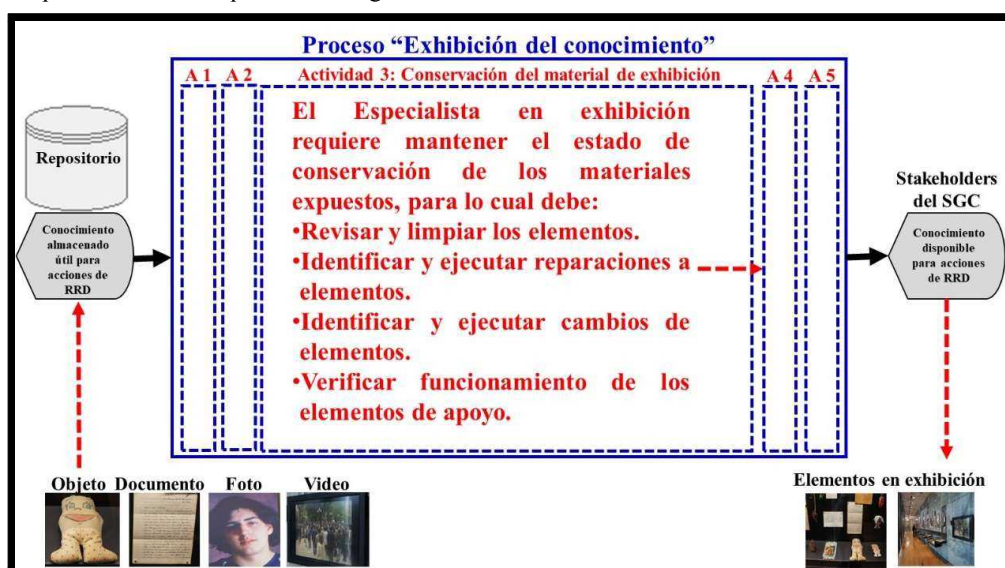 Proceso “Exhibición del conocimiento”
A 1 A 2 Actividad 3: Conservación del material de exhibición A 4 A 5
El Especialista en exhibición
requiere mantener el estado de
conservación de los materiales
expuestos, para lo cual debe:
•Revisar y limpiar los elementos.
•Identificar y ejecutar reparaciones a
elementos.
•Identificar y ejecutar cambios de
elementos.
•Verificar funcionamiento de los
elementos de apoyo.
Repositorio
Conocimiento
almacenado
útil para
acciones de
RRD
Stakeholders
del SGC
Conocimiento
disponible
para acciones
de RRD
Objeto Documento Foto Video
Elementos en exhibición